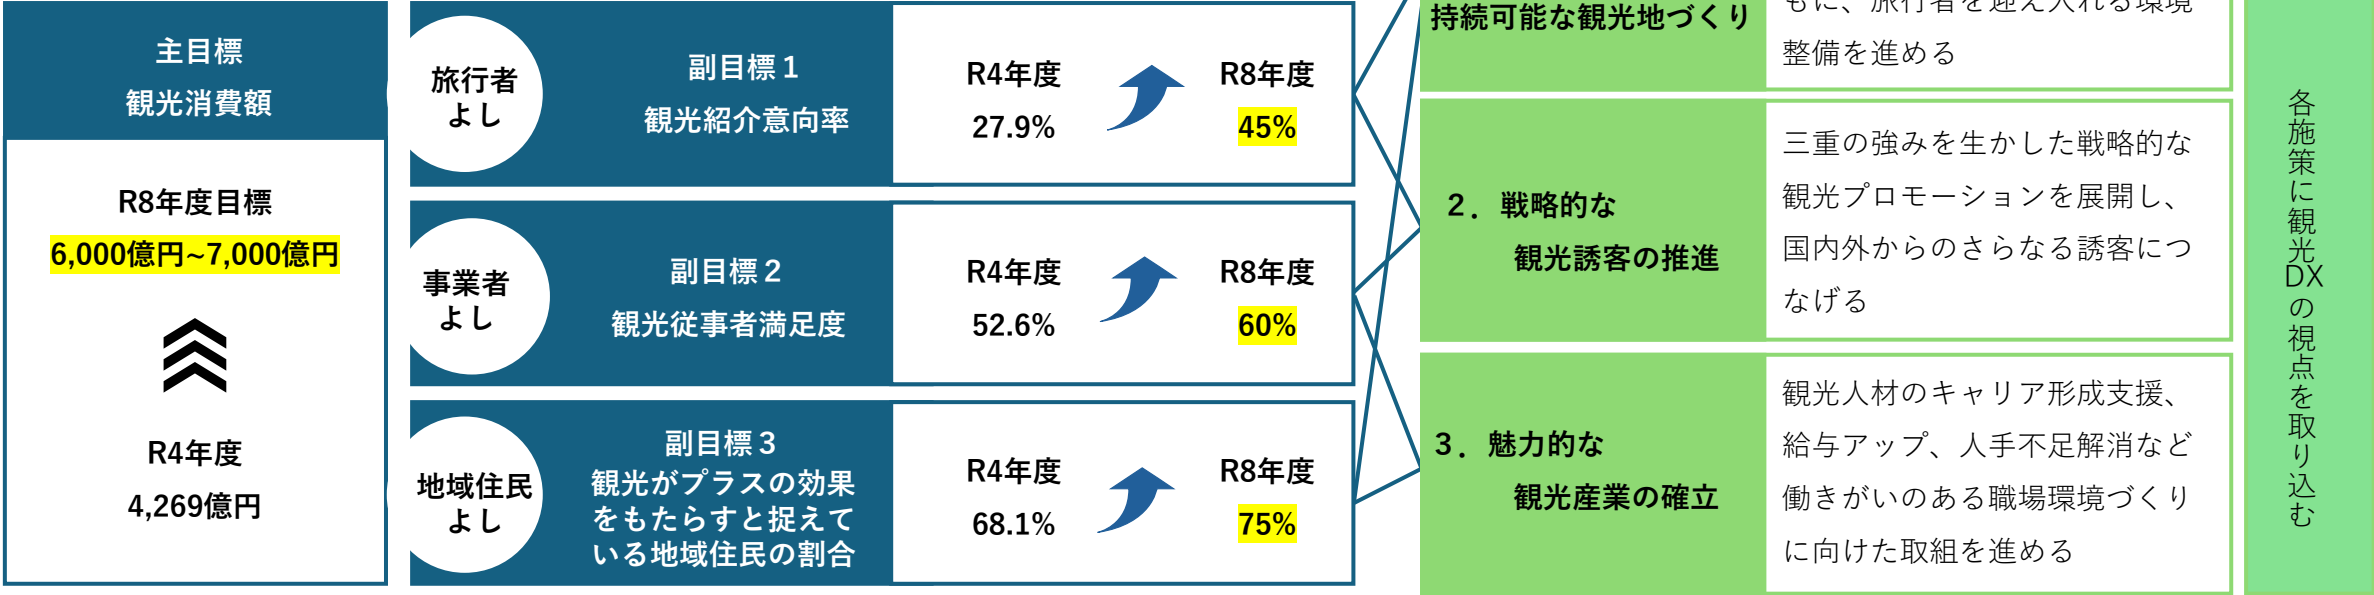 主目標
観光消費額
R8年度目標
6,000億円~7,000億円
R4年度
4,269億円
旅行者
よし
副目標１
観光紹介意向率
R4年度
27.9%
R8年度
45%
事業者
よし
副目標２
観光従事者満足度
R4年度
52.6%
R8年度
60%
地域住民
よし
副目標３
観光がプラスの効果
をもたらすと捉えて
いる地域住民の割合
R4年度
68.1%
R8年度
75%
持続可能な観光地づくり
もに、旅行者を迎え入れる環境
整備を進める
２．戦略的な
観光誘客の推進
三重の強みを生かした戦略的な
観光プロモーションを展開し、
国内外からのさらなる誘客につ
なげる
３．魅力的な
観光産業の確立
観光人材のキャリア形成支援、
給与アップ、人手不足解消など
働きがいのある職場環境づくり
に向けた取組を進める
各施策に観光DXの視点を取り込む